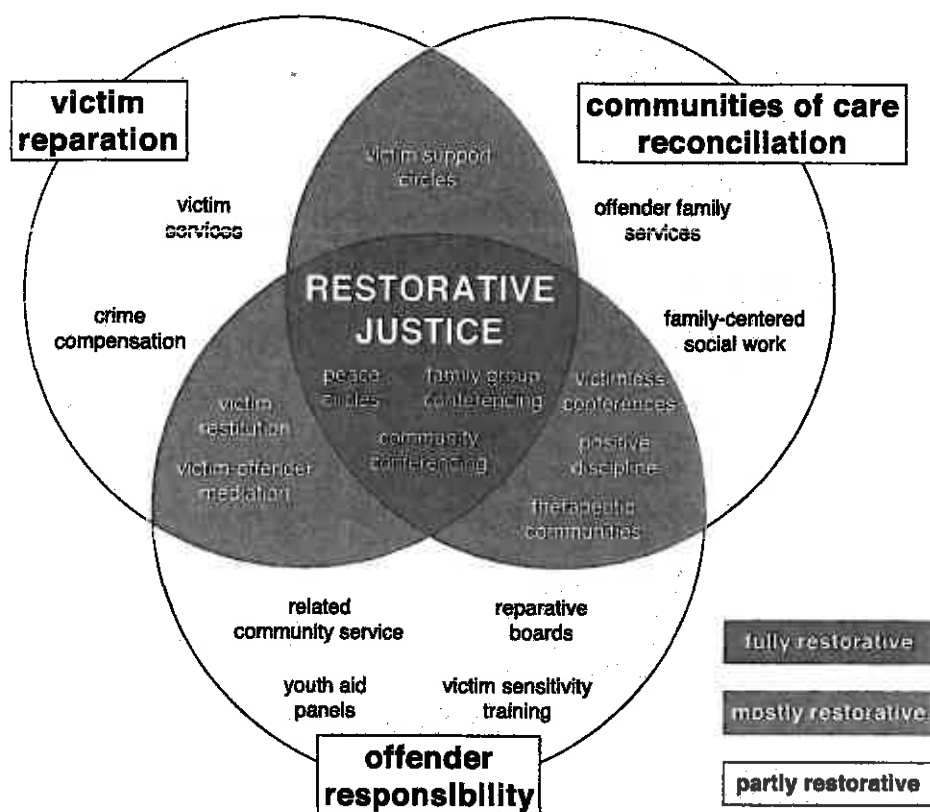 victim
reparation
communities of care
reconciliation
victim support
circles
victim
services
offender family
services
crime
compensation
RESTORATIVE
JUSTICE
family-centered
social work
peace
circles
family group
conferencing
victimless
conferences
victim
restitution
community
conferencing
positive
discipline
victim-offender
mediation
therapeutic
communities
related
community service
reparative
boards
youth aid
panels
victim sensitivity
training
offender
responsibility
fully restorative
mostly restorative
partly restorative